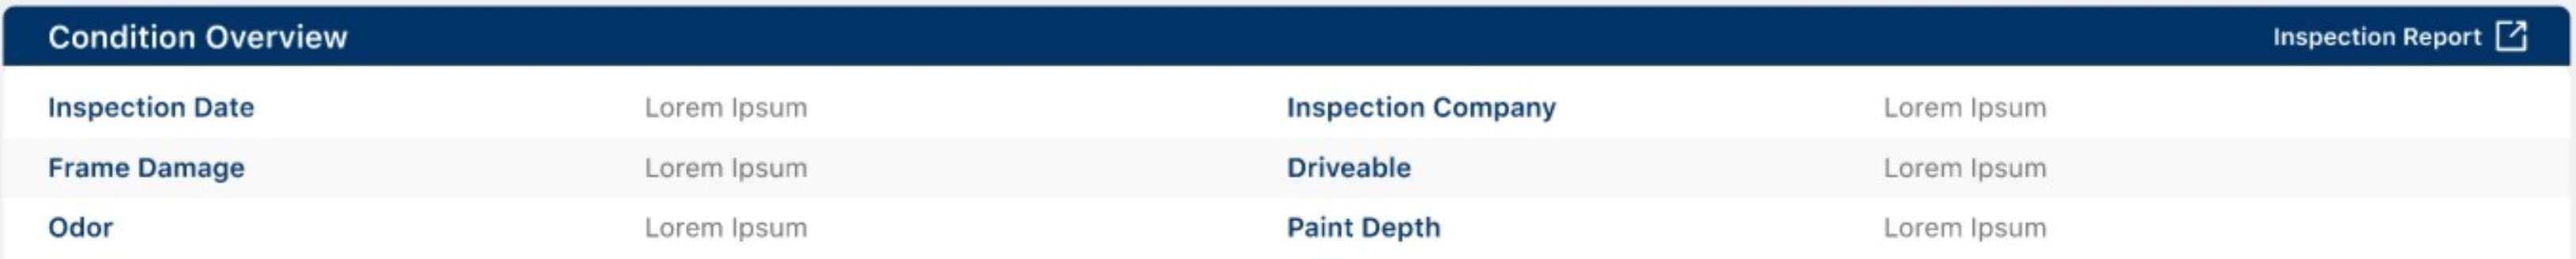 Condition Overview Inspection Report
Inspection Date Lorem Ipsum Inspection Company Lorem Ipsum
Frame Damage Lorem Ipsum Driveable Lorem Ipsum
Odor Lorem Ipsum Paint Depth Lorem Ipsum